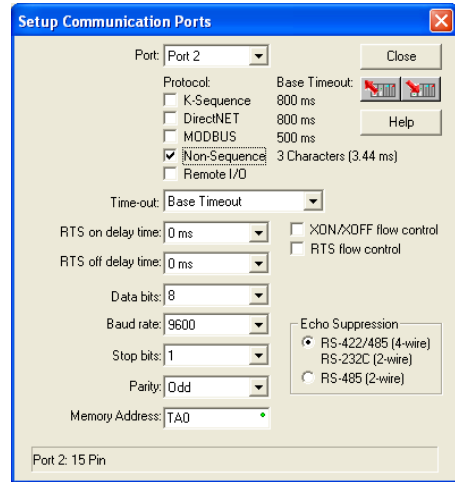 Setup Communication Ports
Port: Port 2
Close
Protocol: Base Timeout:
K-Sequence 800 ms
DirectNET 800 ms
Help
MODBUS 500 ms
Non-Sequence 3 Characters (3.44 ms)
Remote I/O
Time-out: Base Timeout
RTS on delay time: 0 ms
XON/XOFF flow control
RTS flow control
RTS off delay time: 0 ms
Data bits: 8
Baud rate: 9600
Echo Suppression
RS-422/485 (4-wire)
RS-232C (2-wire)
Stop bits: 1
RS-485 (2-wire)
Parity: Odd
Memory Address: TA0
Port 2: 15 Pin